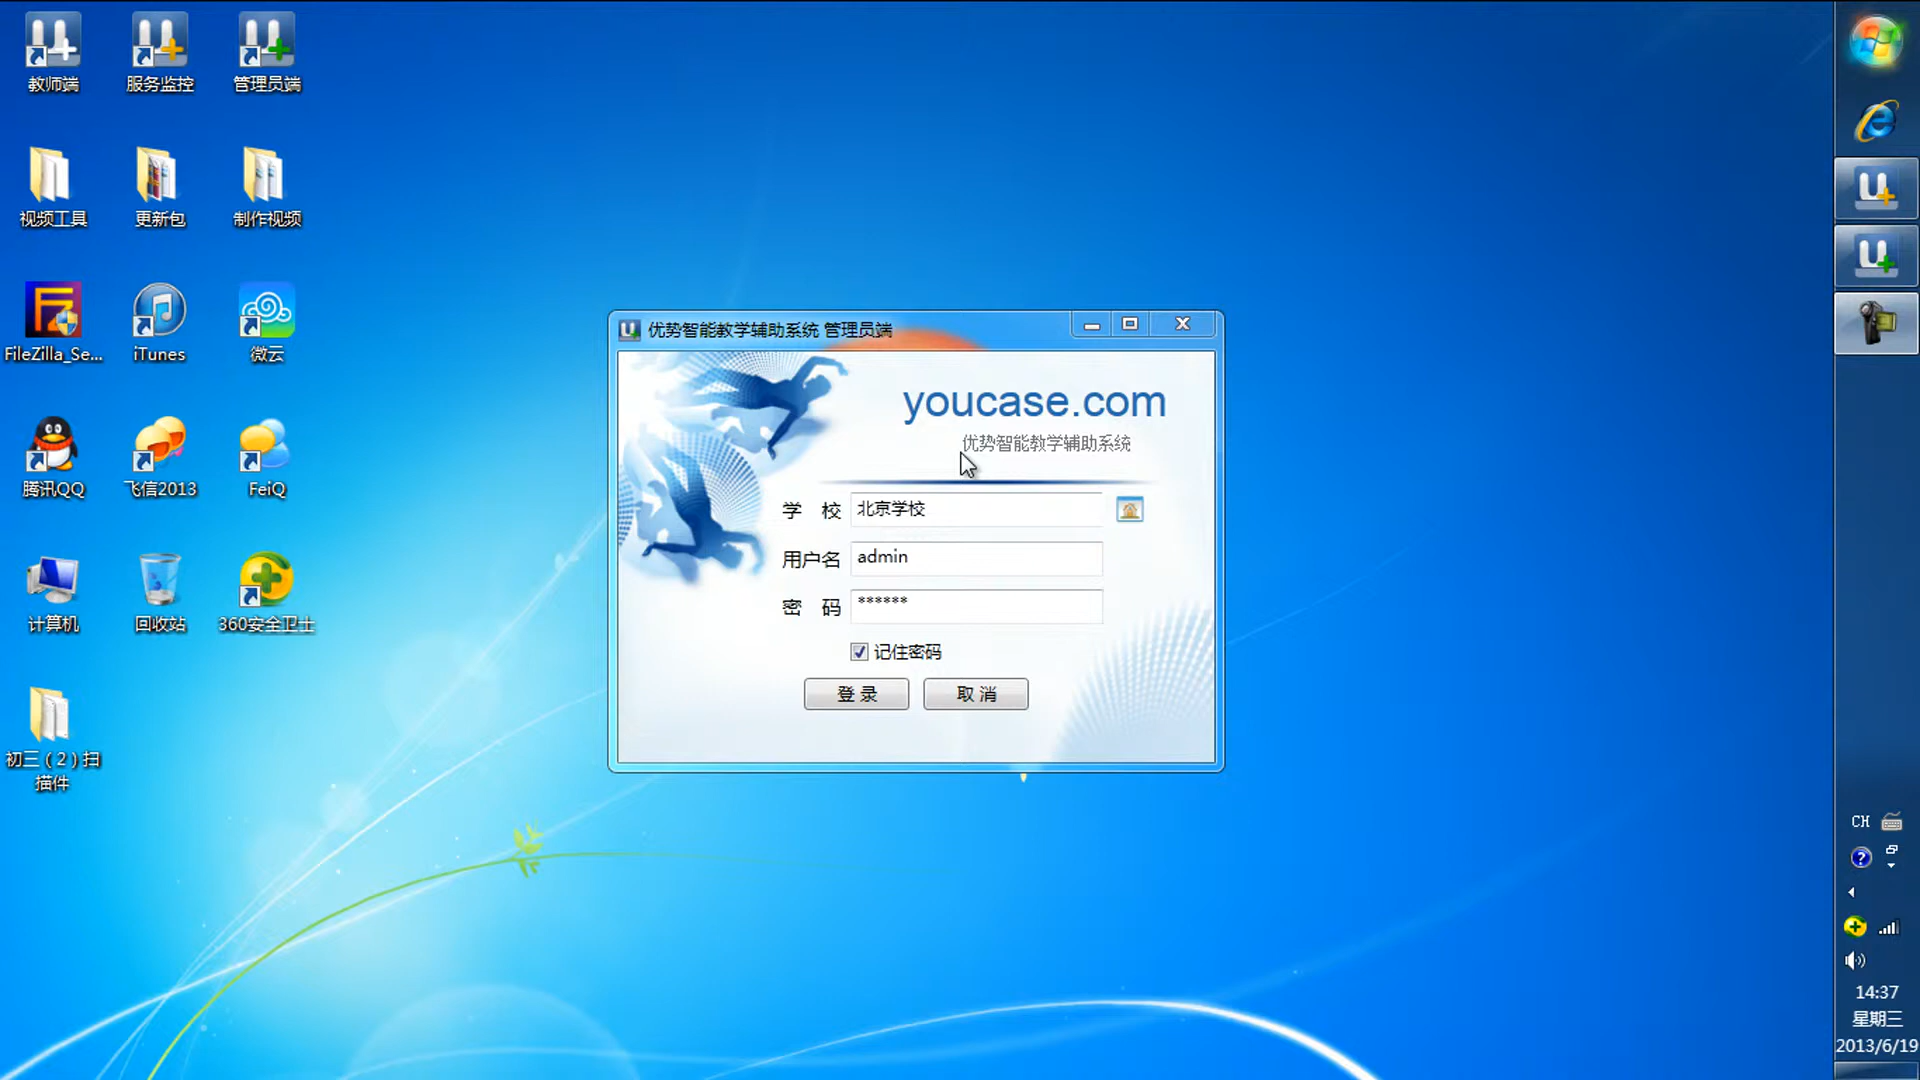 教师端
服务监控
管理员端
视频工具
更新包
制作视频
FileZilla_Se...
iTunes
微云
腾讯QQ
飞信2013
FeiQ
计算机
回收站
360安全卫士
初三（2）扫
描件
优势智能教学辅助系统 管理员端
youcase.com
优势智能教学辅助系统
学 校
北京学校
用户名
admin
密 码
******
记住密码
登 录
取 消
CH
14:37
星期三
2013/6/19